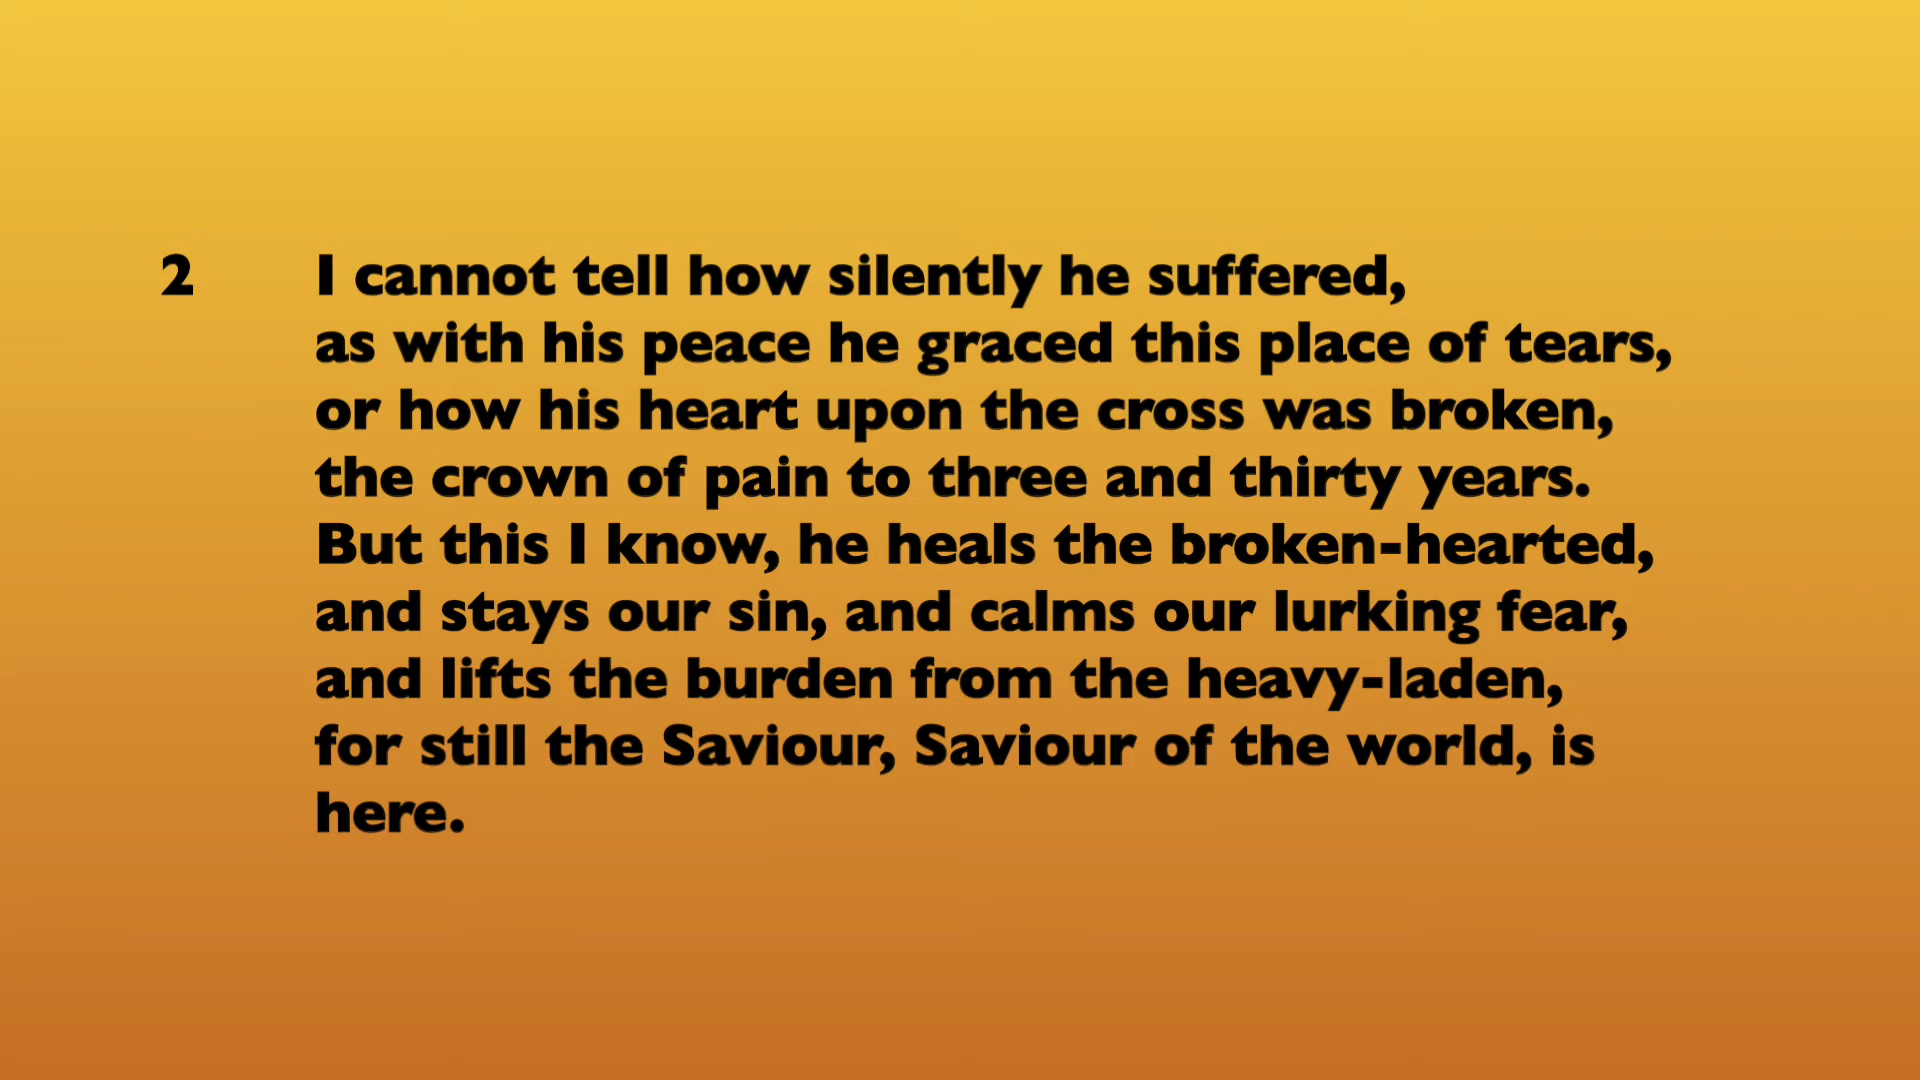 2 I cannot tell how silently he suffered,
as with his peace he graced this place of tears,
or how his heart upon the cross was broken,
the crown of pain to three and thirty years.
But this I know, he heals the broken-hearted,
and stays our sin, and calms our lurking fear,
and lifts the burden from the heavy-laden,
for still the Saviour, Saviour of the world, is
here.